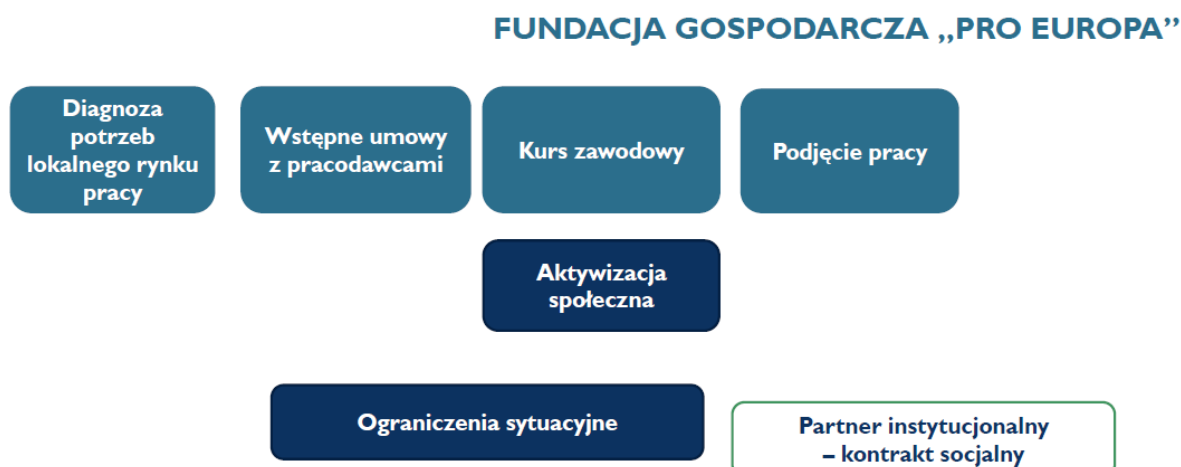 FUNDACJA GOSPODARCZA „PRO EUROPA”
Diagnoza
potrzeb
lokalnego rynku
pracy
Wstępne umowy
z pracodawcami
Kurs zawodowy
Podjęcie pracy
Aktywizacja
społeczna
Ograniczenia sytuacyjne
Partner instytucjonalny
– kontrakt socjalny